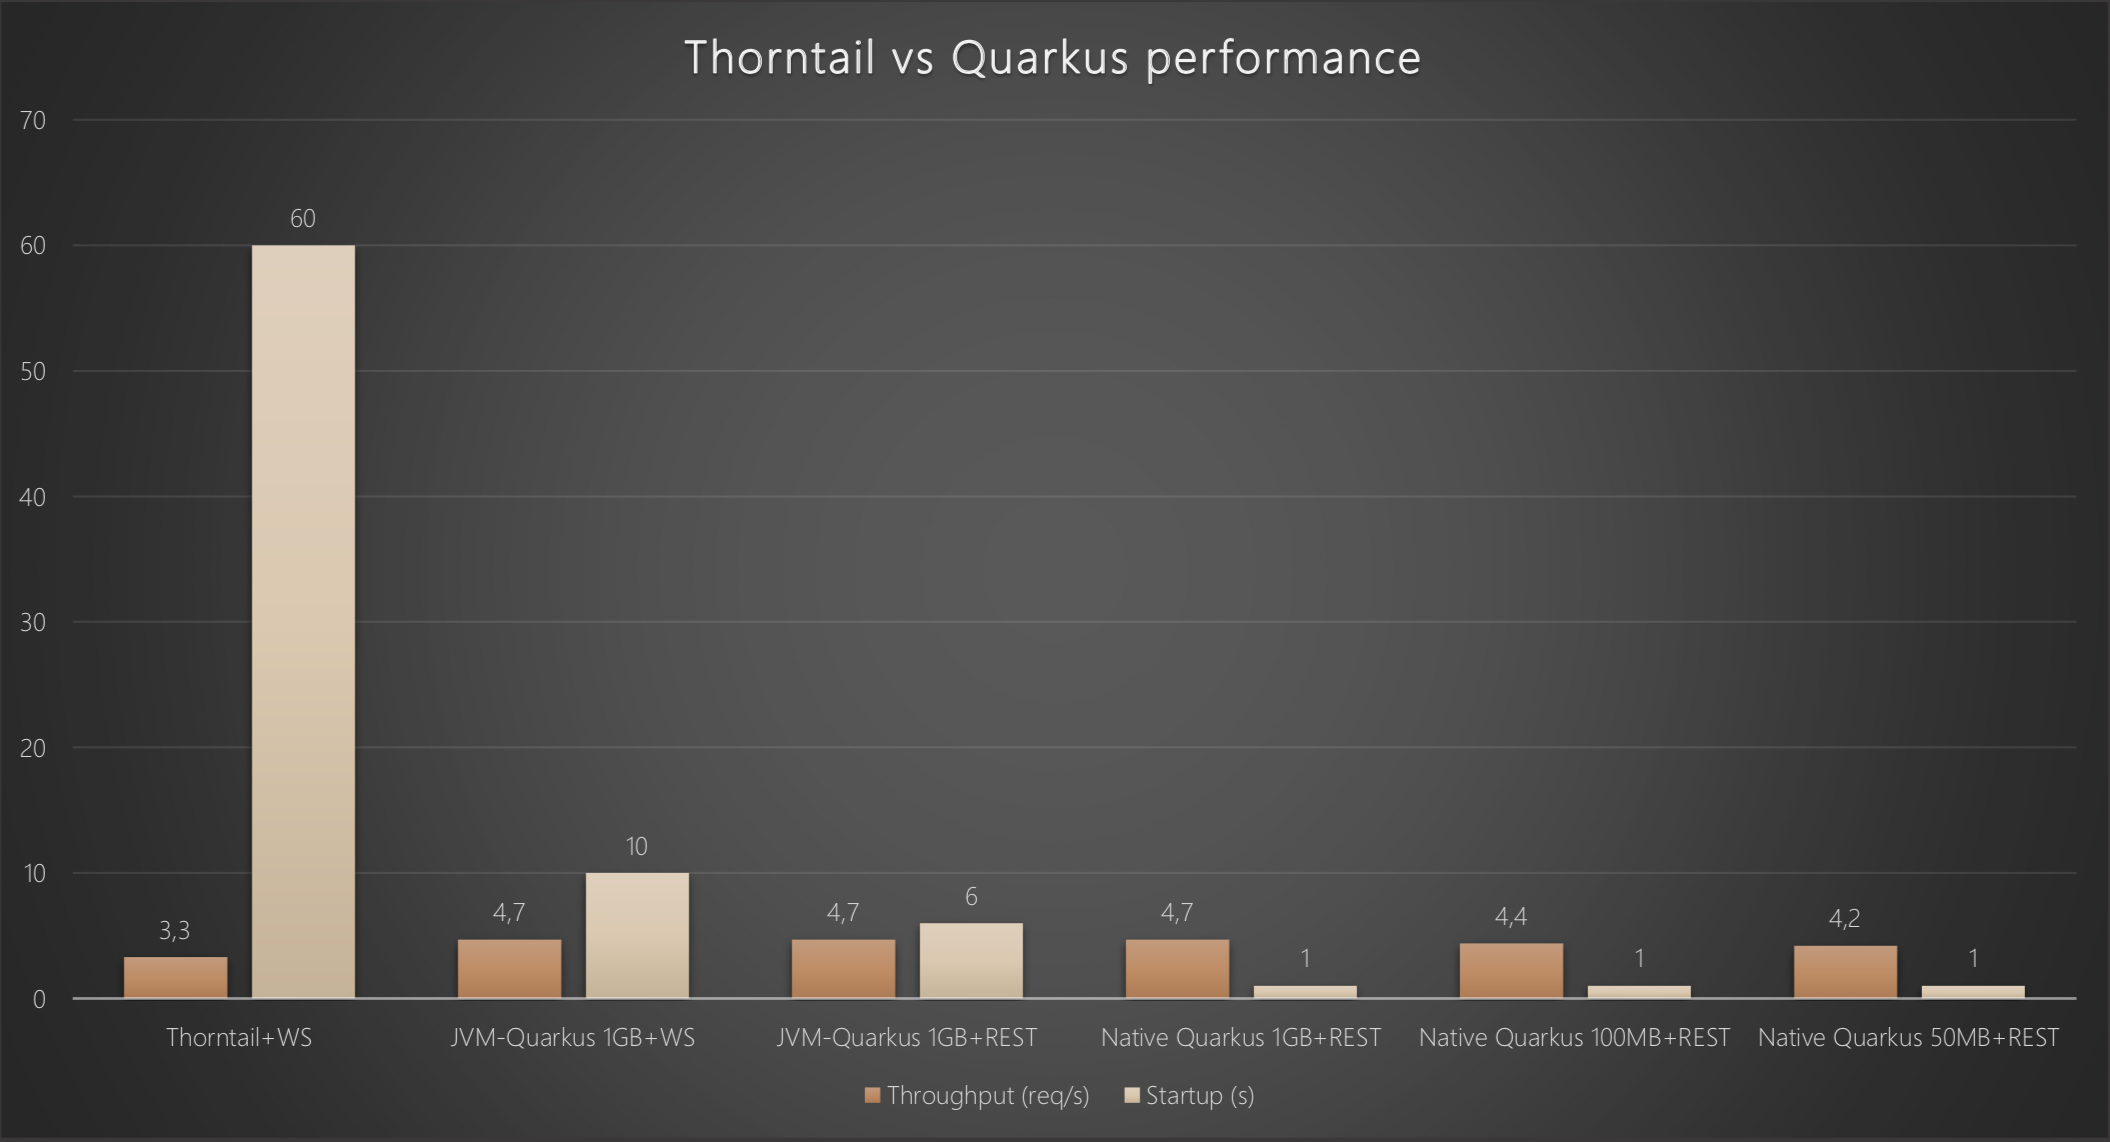 Thorntail vs Quarkus performance
70
60
50
40
30
20
10
0
3,3
60
4,7
10
4,7
6
4,7
1
4,4
1
4,2
1
Thorntail+WS
JVM-Quarkus 1GB+WS
JVM-Quarkus 1GB+REST
Native Quarkus 1GB+REST
Native Quarkus 100MB+REST
Native Quarkus 50MB+REST
Throughput (req/s)
Startup (s)